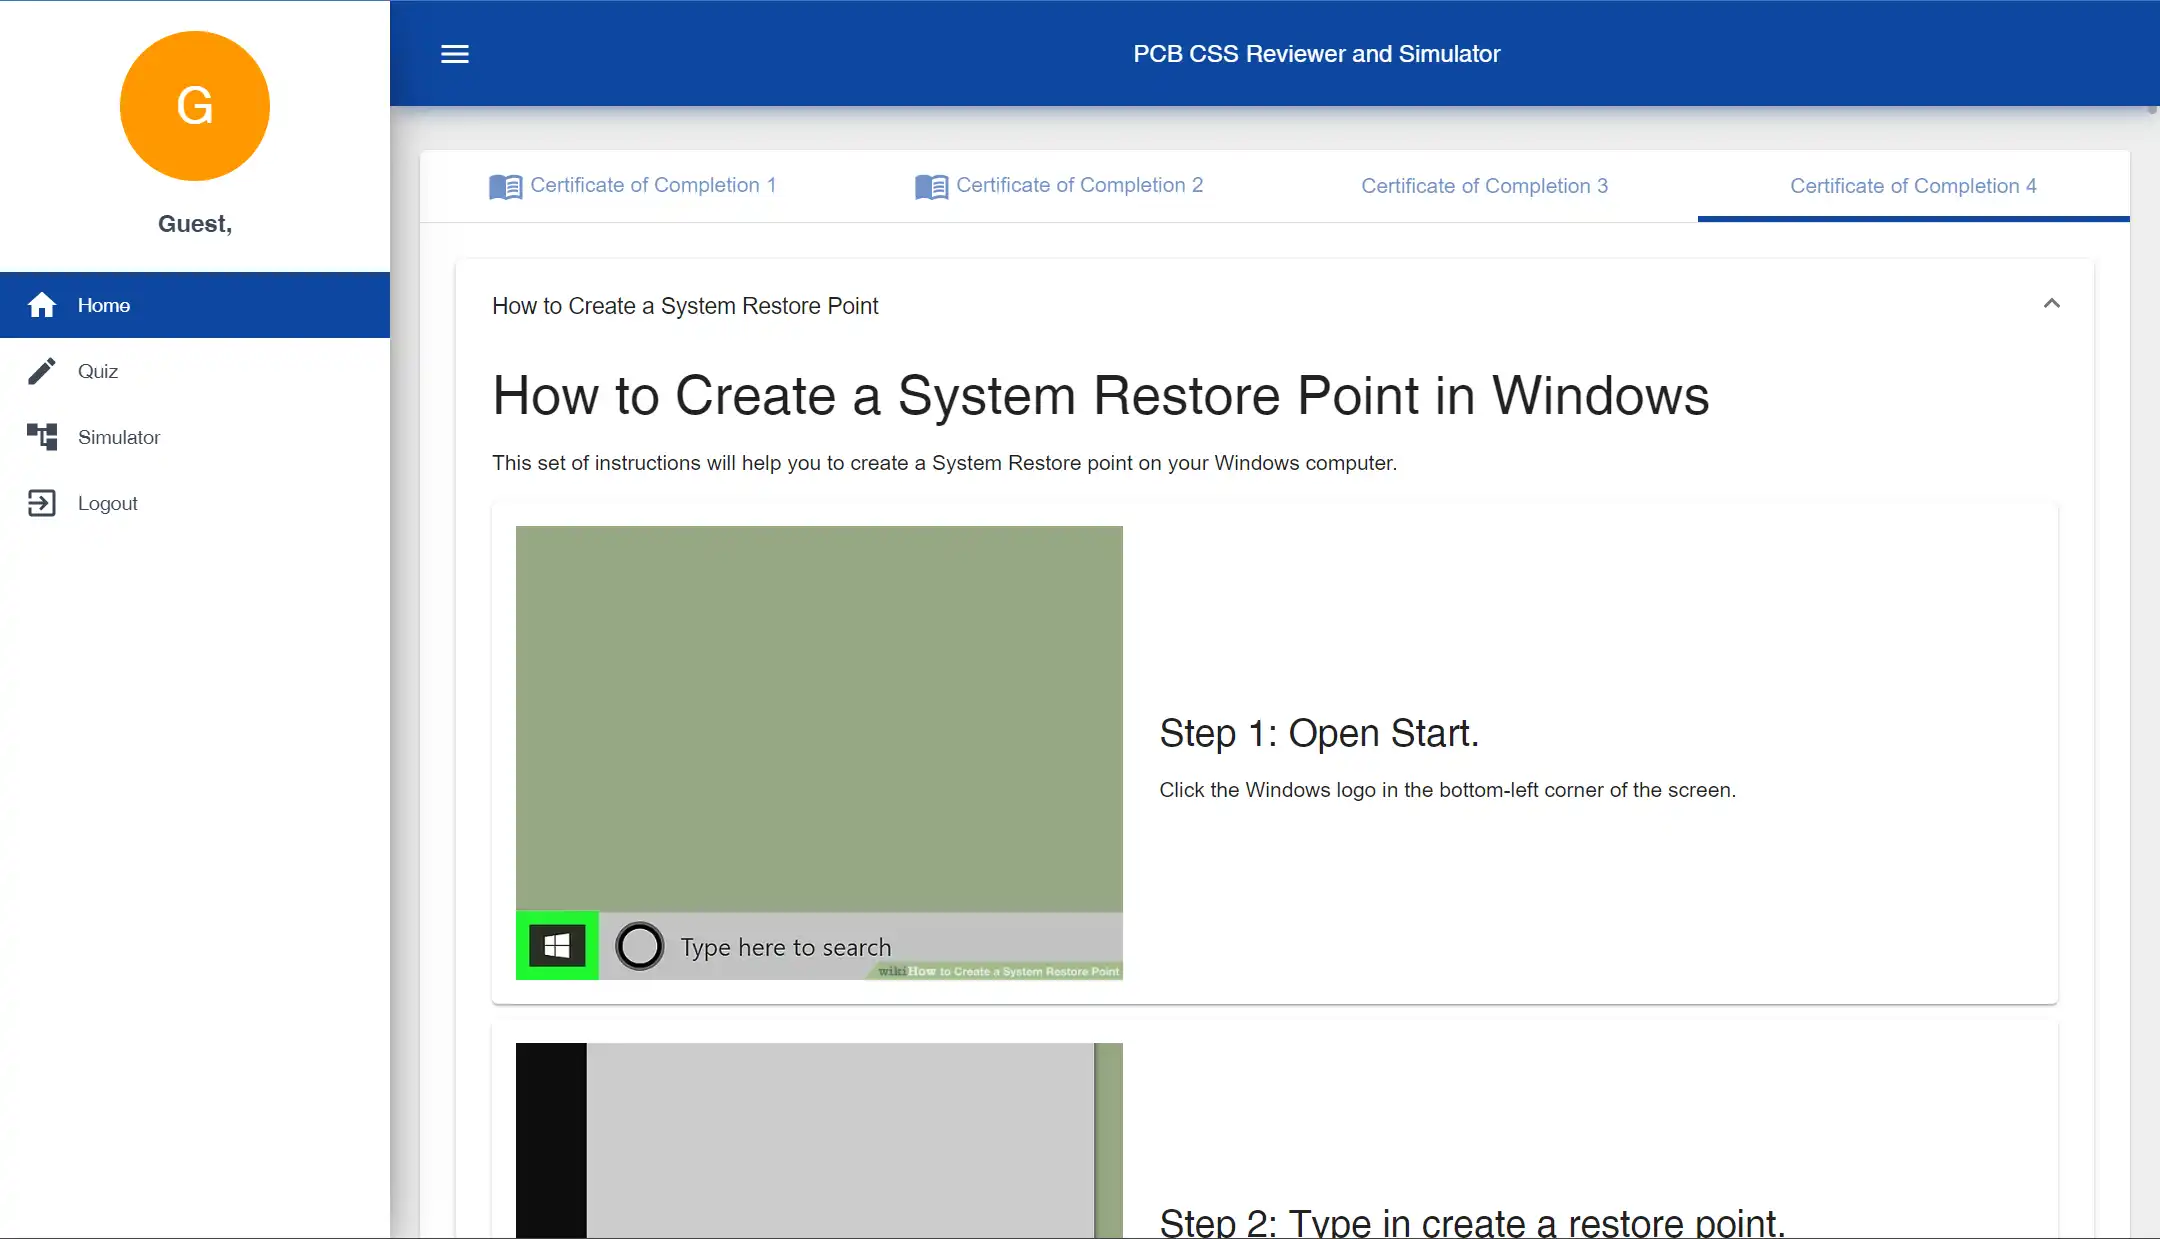 G
Guest,
Home
Quiz
Simulator
Logout
PCB CSS Reviewer and Simulator
Certificate of Completion 1
Certificate of Completion 2
Certificate of Completion 3
Certificate of Completion 4
How to Create a System Restore Point
How to Create a System Restore Point in Windows
This set of instructions will help you to create a System Restore point on your Windows computer.
Type here to search
wikiHow to Create a System Restore Point
Step 1: Open Start.
Click the Windows logo in the bottom-left corner of the screen.
Step 2: Type in create a restore point.